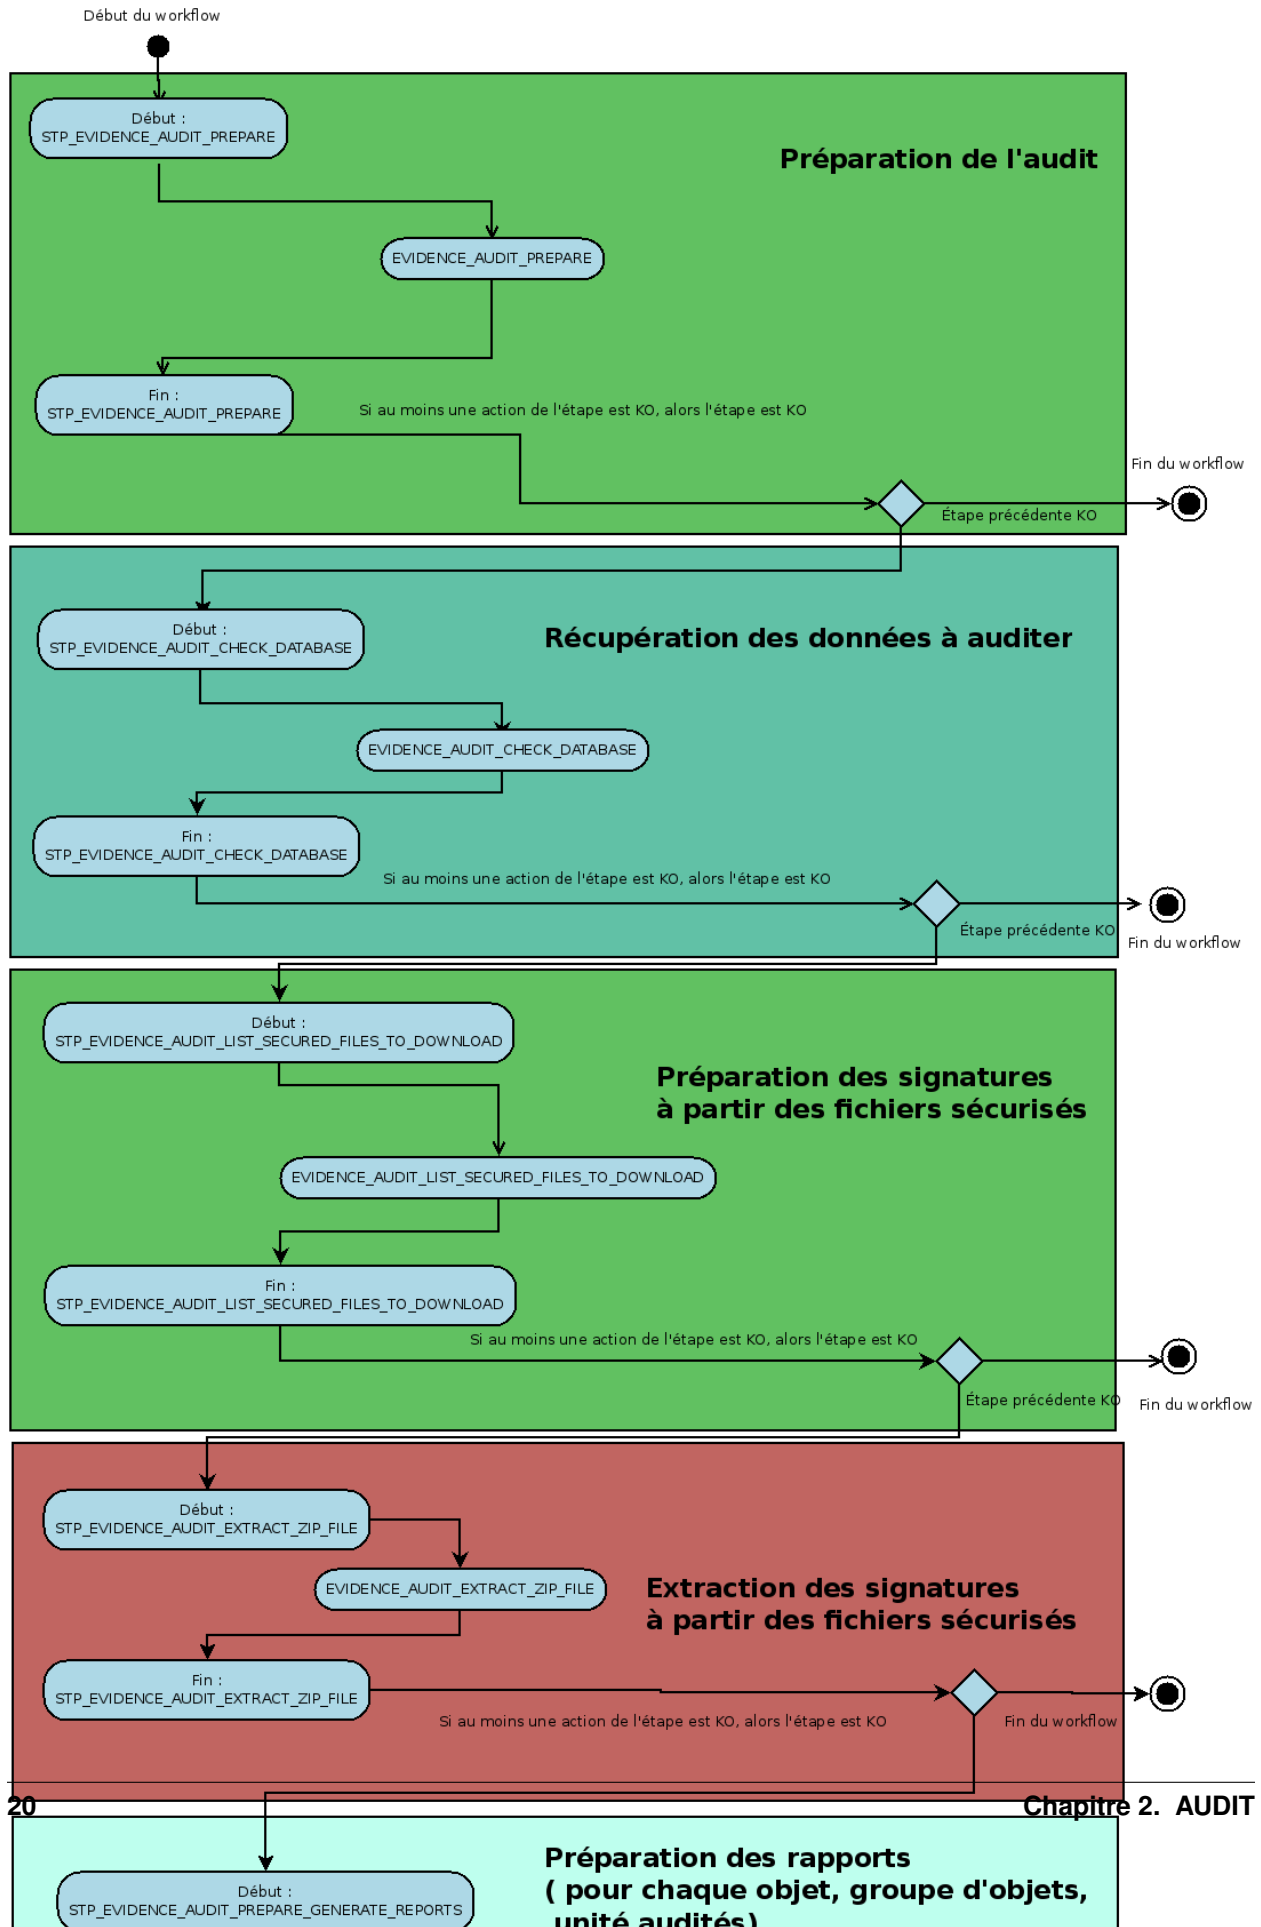 Début du workflow
Début :
STP_EVIDENCE_AUDIT_PREPARE
Préparation de l'audit
EVIDENCE_AUDIT_PREPARE
Fin :
STP_EVIDENCE_AUDIT_PREPARE
Si au moins une action de l'étape est KO, alors l'étape est KO
Fin du workflow
Étape précédente KO
Début :
STP_EVIDENCE_AUDIT_CHECK_DATABASE
Récupération des données à auditer
EVIDENCE_AUDIT_CHECK_DATABASE
Fin :
STP_EVIDENCE_AUDIT_CHECK_DATABASE
Si au moins une action de l'étape est KO, alors l'étape est KO
Étape précédente KO
Fin du workflow
Début :
STP_EVIDENCE_AUDIT_LIST_SECURED_FILES_TO_DOWNLOAD
Préparation des signatures
à partir des fichiers sécurisés
EVIDENCE_AUDIT_LIST_SECURED_FILES_TO_DOWNLOAD
Fin :
STP_EVIDENCE_AUDIT_LIST_SECURED_FILES_TO_DOWNLOAD
Si au moins une action de l'étape est KO, alors l'étape est KO
Étape précédente KO
Fin du workflow
Début :
STP_EVIDENCE_AUDIT_EXTRACT_ZIP_FILE
EVIDENCE_AUDIT_EXTRACT_ZIP_FILE
Extraction des signatures
à partir des fichiers sécurisés
Fin :
STP_EVIDENCE_AUDIT_EXTRACT_ZIP_FILE
Si au moins une action de l'étape est KO, alors l'étape est KO
Fin du workflow
20
Chapitre 2. AUDIT
Préparation des rapports
( pour chaque objet, groupe d'objets,
unité audités)
Début :
STP_EVIDENCE_AUDIT_PREPARE_GENERATE_REPORTS